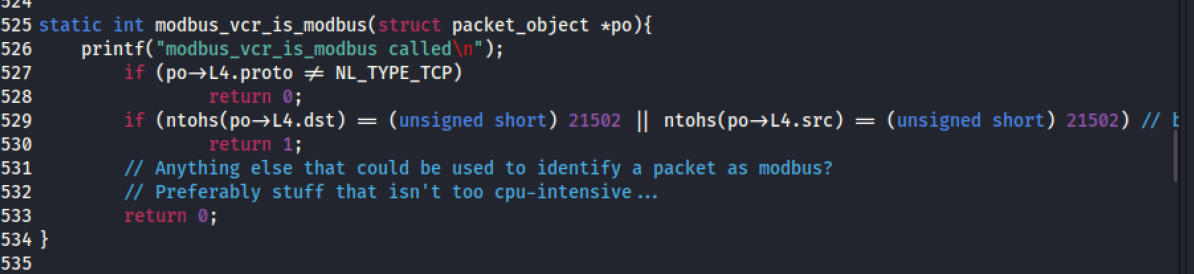 524
525 static int modbus_vcr_is_modbus(struct packet_object *po){
526     printf("modbus_vcr_is_modbus called\n");
527         if (po→L4.proto ≠ NL_TYPE_TCP)
528                 return 0;
529         if (ntohs(po→L4.dst) == (unsigned short) 21502 || ntohs(po→L4.src) == (unsigned short) 21502) // b
530                 return 1;
531         // Anything else that could be used to identify a packet as modbus?
532         // Preferably stuff that isn't too cpu-intensive...
533         return 0;
534 }
535